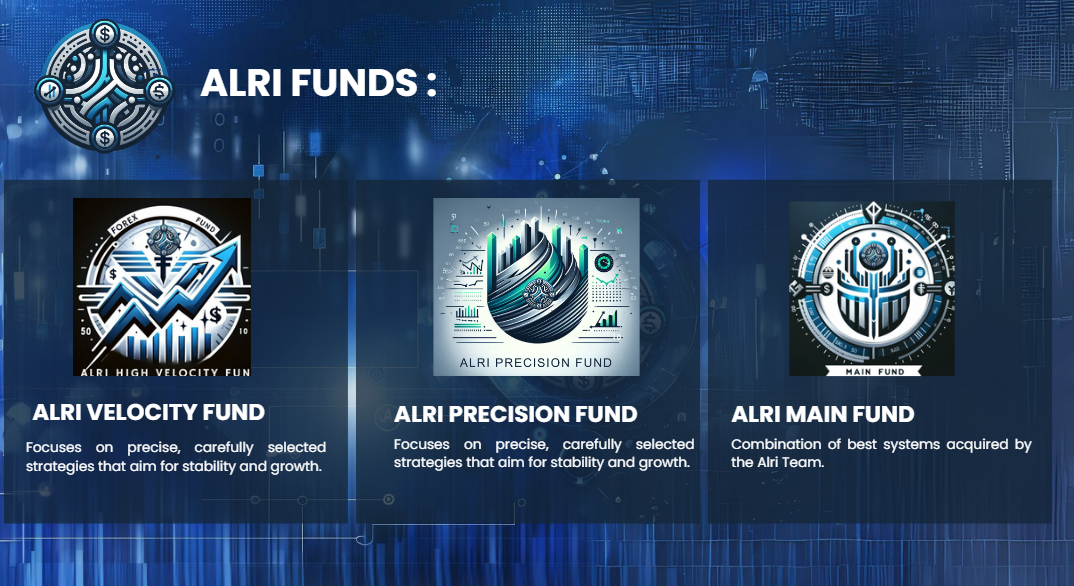 ALRI FUNDS :
FOREX FUND
50
10
ALRI HIGH VELOCITY FUN
ALRI PRECISION FUND
MAIN FUND
ALRI VELOCITY FUND
Focuses on precise, carefully selected
strategies that aim for stability and growth.
ALRI PRECISION FUND
Focuses on precise, carefully selected
strategies that aim for stability and growth.
ALRI MAIN FUND
Combination of best systems acquired by
the Alri Team.